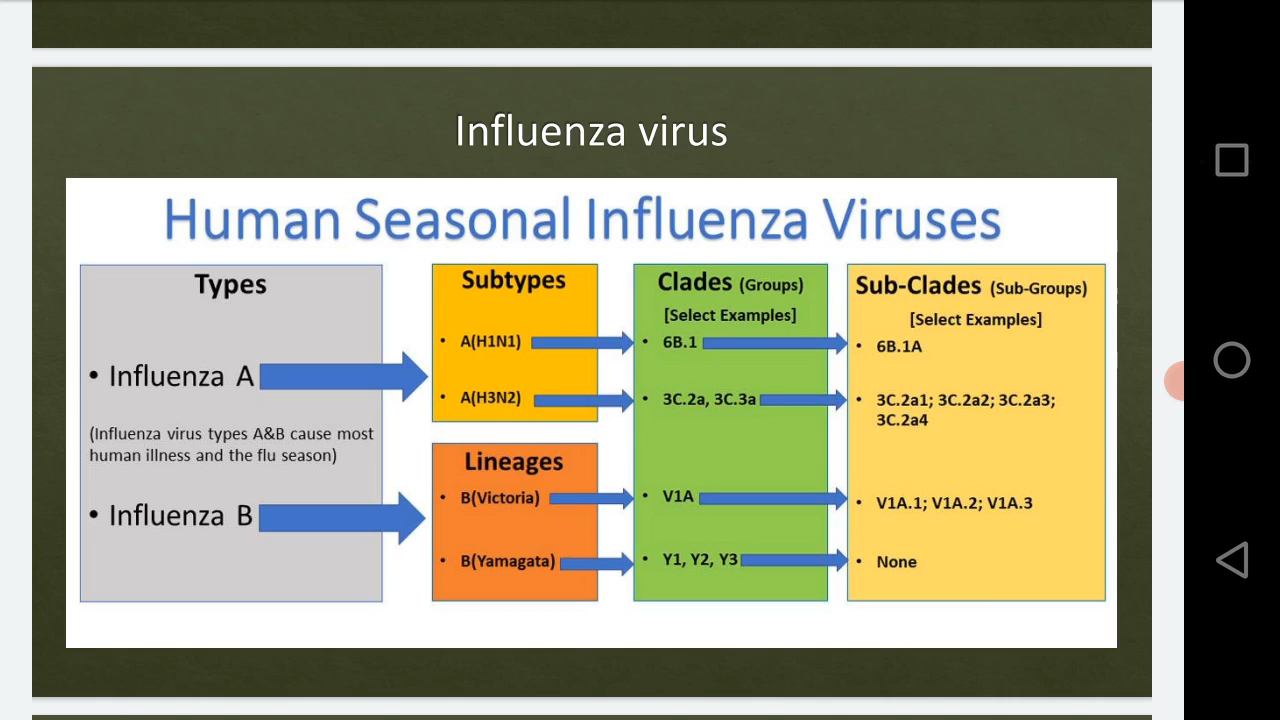 Influenza virus
Human Seasonal Influenza Viruses
Types
• Influenza A
(Influenza virus types A&B cause most
human illness and the flu season)
• Influenza B
Subtypes
• A(H1N1)
• A(H3N2)
Lineages
• B(Victoria)
• B(Yamagata)
Clades (Groups)
[Select Examples]
• 6B.1
• 3C.2a, 3C.3a
• V1A
• Y1, Y2, Y3
Sub-Clades (Sub-Groups)
[Select Examples]
• 6B.1A
• 3C.2a1; 3C.2a2; 3C.2a3;
3C.2a4
• V1A.1; V1A.2; V1A.3
• None